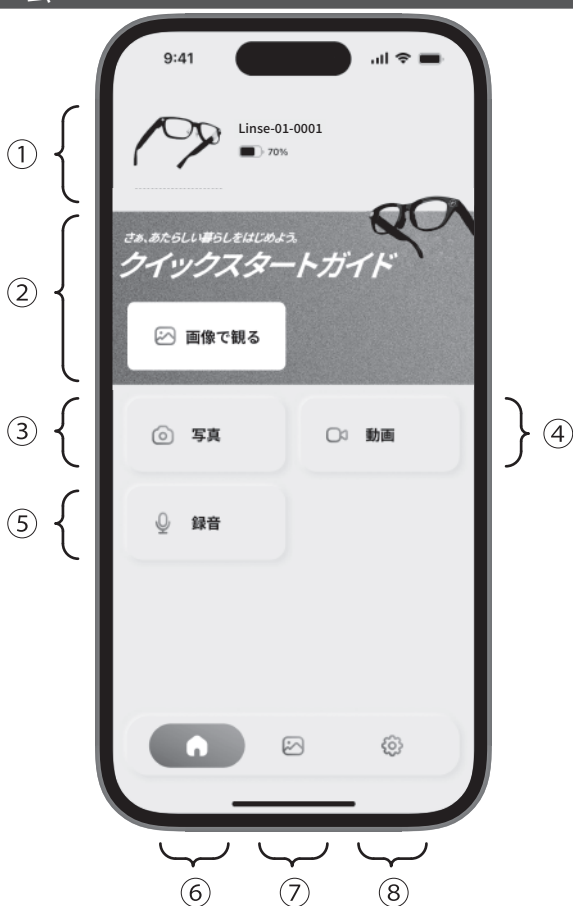 9:41
① Linse-01-0001
70%
② さぁ、あたらしい暮らしをはじめよう。
クイックスタートガイド
画像で観る
③ 写真 動画 ④
⑤ 録音
⑥ ⑦ ⑧